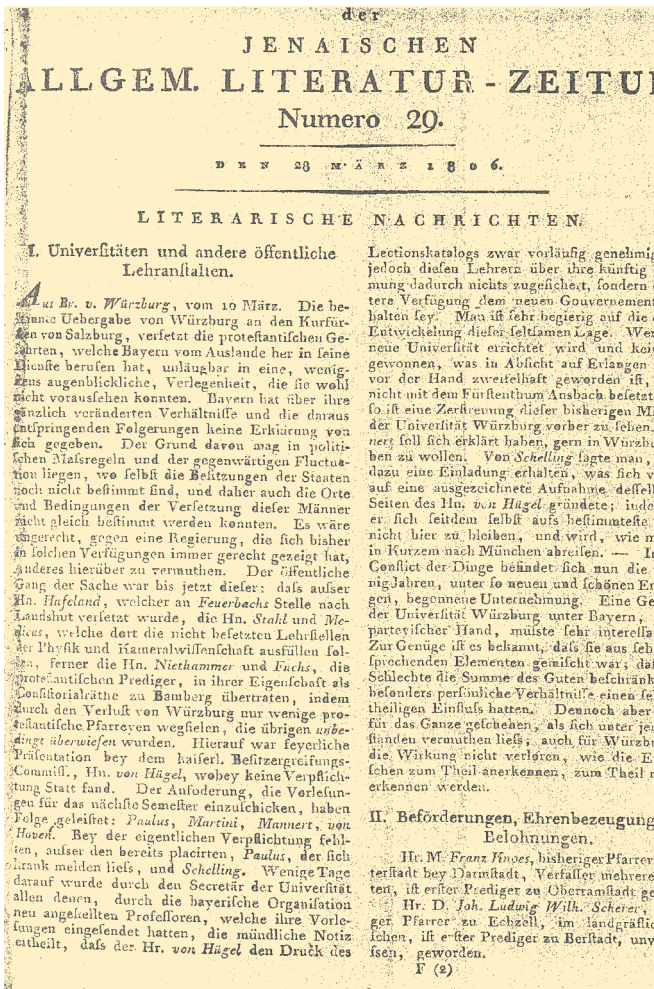 der
JENAISCHEN
ALLGEM. LITERATUR-ZEITU
Numero 29.
DEN 28 MÄRZ 1806.
LITERARISCHE NACHRICHTEN.
I. Univerſitäten und andere öffentliche
Lehranſtalten.
Aus Br. v. Würzburg, vom 10 März. Die be-
Uebergabe von Würzburg an den Kurfür-
von Salzburg, verſetzt die proteſtantiſchen Ge-
welche Bayern vom Auslande her in ſeine
Dienſte berufen hat, unläugbar in eine, wenig-
augenblickliche, Verlegenheit, die ſie wohl
nicht vorausſehen konnten. Bayern hat über ihre
gänzlich veränderten Verhältniſſe und die daraus
entſpringenden Folgerungen keine Erklärung von
ſich gegeben. Der Grund davon mag in politi-
ſchen Maſsregeln und der gegenwärtigen Fluctua-
tion liegen, wo ſelbſt die Beſitzungen der Staaten
noch nicht beſtimmt ſind, und daher auch die Orte
und Bedingungen der Verſetzung dieſer Männer
nicht gleich beſtimmt werden konnten. Es wäre
ungerecht, gegen eine Regierung, die ſich bisher
in ſolchen Verfügungen immer gerecht gezeigt hat,
anderes hierüber zu vermuthen. Der öffentliche
Gang der Sache war bis jetzt dieſer: daſs auſser
Hn. Hufeland, welcher an Feuerbachs Stelle nach
Landshut verſetzt wurde, die Hn. Stahl und Me-
dicus, welche dort die nicht beſetzten Lehrſtellen
der Phyſik und Kameralwiſſenſchaft ausfüllen ſol-
len, ferner die Hn. Niethammer und Fuchs, die
proteſtantiſchen Prediger, in ihrer Eigenſchaft als
Conſiſtorialräthe zu Bamberg übertraten, indem
durch den Verluſt von Würzburg nur wenige pro-
teſtantiſche Pfarreyen wegfielen, die übrigen unbe-
dingt überwieſen wurden. Hierauf war feyerliche
Präſentation bey dem kaiſerl. Beſitzergreifungs-
Commiſſ., Hn. von Hügel, wobey keine Verpflich-
tung Statt fand. Der Anfoderung, die Vorleſun-
gen für das nächſte Semeſter einzuſchicken, haben
Folge geleiſtet: Paulus, Martini, Mannert, von
Hoven. Bey der eigentlichen Verpflichtung fehl-
ten, auſser den bereits placirten, Paulus, der ſich
krank melden lieſs, und Schelling. Wenige Tage
darauf wurde durch den Secretär der Univerſität
allen denen, durch die bayeriſche Organiſation
neu angeſtellten Profeſſoren, welche ihre Vorle-
ſungen eingeſendet hatten, die mündliche Notiz
ertheilt, daſs der Hr. von Hügel den Druck des
Lectionskatalogs zwar vorläufig genehmig
jedoch dieſen Lehrern über ihre künftig
mung dadurch nichts zugeſichert, ſondern
tere Verfügung dem neuen Gouvernement
halten ſey. Man iſt ſehr begierig auf die
Entwickelung dieſer ſeltſamen Lage. Wen
neue Univerſität errichtet wird und kei
gewonnen, was in Abſicht auf Erlangen
vor der Hand zweifelhaft geworden iſt,
nicht mit dem Fürſtenthum Ansbach beſetzt
ſo iſt eine Zerſtreuung dieſer bisherigen Mi
der Univerſität Würzburg vorher zu ſehen.
nert ſoll ſich erklärt haben, gern in Würzbu
ben zu wollen. Von Schelling ſagte man,
dazu eine Einladung erhalten, was ſich v
auf eine ausgezeichnete Aufnahme deſſelb
Seiten des Hn. von Hügel gründete; inde
er ſich ſeitdem ſelbſt aufs beſtimmteſte
nicht hier zu bleiben, und wird, wie m
in Kurzem nach München abreiſen. — In
Conflict der Dinge befindet ſich nun die
nig Jahren, unter ſo neuen und ſchönen Er
gen, begonnene Unternehmung. Eine Ge
der Univerſität Würzburg unter Bayern,
parteyiſcher Hand, müſste ſehr intereſſa
Zur Genüge iſt es bekannt, daſs ſie aus ſeh
ſprechenden Elementen gemiſcht war; daſ
Schlechte die Summe des Guten beſchränk
beſonders perſönliche Verhältniſſe einen ſe
theiligen Einfluſs hatten. Dennoch aber
für das Ganze geſchehen, als ſich unter je
ſtänden vermuthen lieſs; auch für Würzbu
die Wirkung nicht verloren, wie die E
ſchen zum Theil anerkennen, zum Theil n
erkennen werden.
II. Beförderungen, Ehrenbezeugung
Belohnungen.
Hr. M. Franz Knoes, bisheriger Pfarrer
terſtadt bey Darmſtadt, Verfaſſer mehrere
ten, iſt erſter Prediger zu Oberramſtadt ge
Hr. D. Joh. Ludwig Wilh. Scherer,
ger Pfarrer zu Echzell, im landgräfli
ſchen, iſt erſter Prediger zu Berſtadt, unw
ſſen, geworden.
F (2)